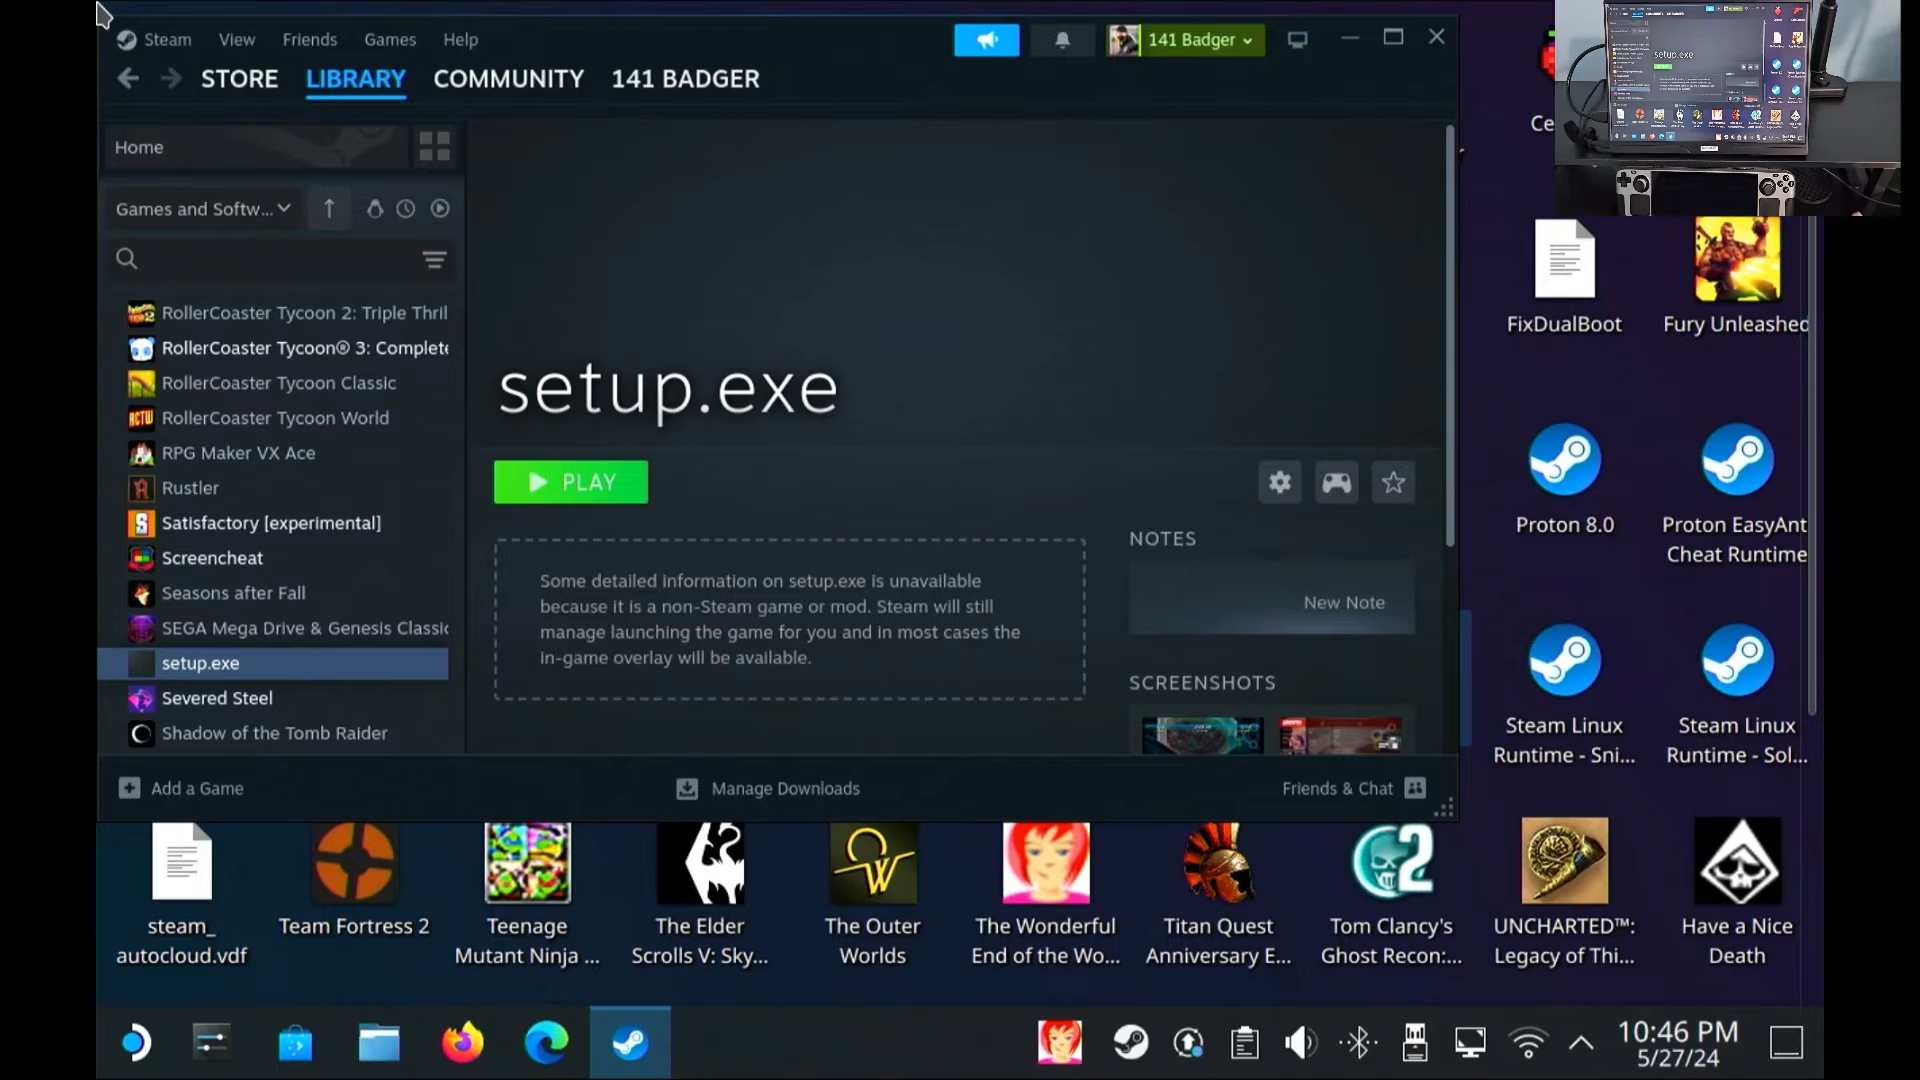 Steam View Friends Games Help
141 Badger
STORE LIBRARY COMMUNITY 141 BADGER
Home
Games and Softw...
RollerCoaster Tycoon 2: Triple Thril
RollerCoaster Tycoon® 3: Complete
RollerCoaster Tycoon Classic
RollerCoaster Tycoon World
RPG Maker VX Ace
Rustler
Satisfactory [experimental]
Screencheat
Seasons after Fall
SEGA Mega Drive & Genesis Classic
setup.exe
Severed Steel
Shadow of the Tomb Raider
setup.exe
PLAY
Some detailed information on setup.exe is unavailable
because it is a non-Steam game or mod. Steam will still
manage launching the game for you and in most cases the
in-game overlay will be available.
NOTES
New Note
SCREENSHOTS
Add a Game
Manage Downloads
Friends & Chat
Ce
FixDualBoot
Fury Unleashed
Proton 8.0
Proton EasyAnt
Cheat Runtime
Steam Linux
Runtime - Sni...
Steam Linux
Runtime - Sol...
steam_
autocloud.vdf
Team Fortress 2
Teenage
Mutant Ninja ...
The Elder
Scrolls V: Sky...
The Outer
Worlds
The Wonderful
End of the Wo...
Titan Quest
Anniversary E...
Tom Clancy's
Ghost Recon:...
UNCHARTED™:
Legacy of Thi...
Have a Nice
Death
10:46 PM
5/27/24